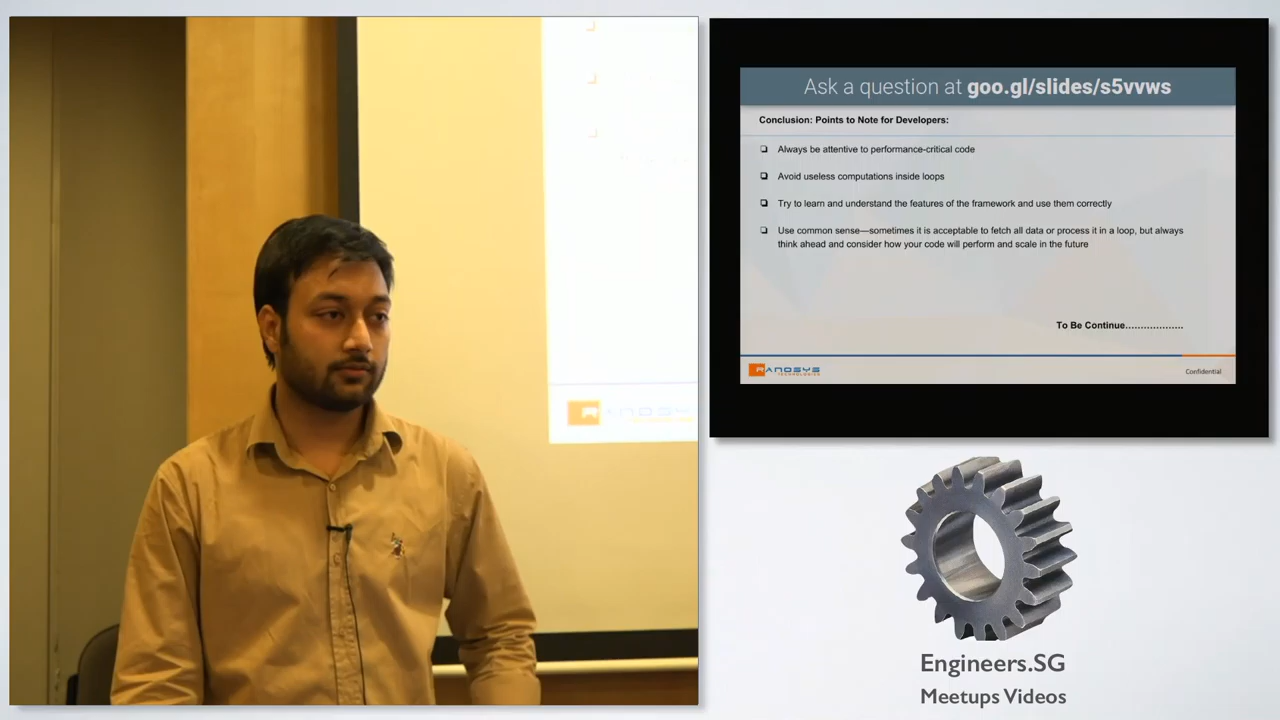 Ask a question at goo.gl/slides/s5vvws
Conclusion: Points to Note for Developers:
Always be attentive to performance-critical code
Avoid useless computations inside loops
Try to learn and understand the features of the framework and use them correctly
Use common sense—sometimes it is acceptable to fetch all data or process it in a loop, but always
think ahead and consider how your code will perform and scale in the future
To Be Continue...................
RANOSYS
TECHNOLOGIES
Confidential
RANOSY
Engineers.SG
Meetups Videos